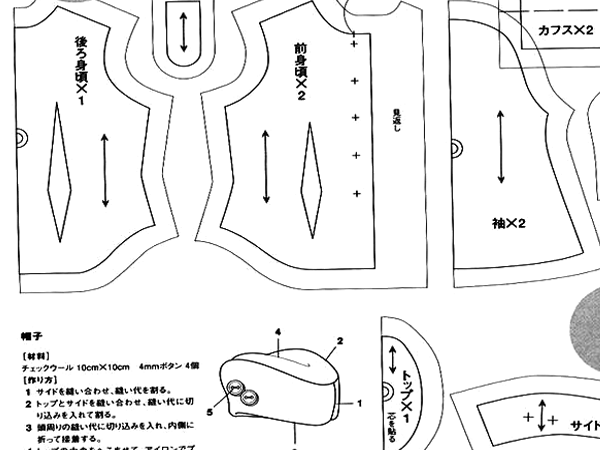 後ろ身頃×1
前身頃×2
見返し
カフス×2
袖×2
帽子
［材料］
チェックウール 10cm×10cm　4mmボタン 4個
［作り方］
1 サイドを縫い合わせ、縫い代を割る。
2 トップとサイドを縫い合わせ、縫い代に切
り込みを入れて割る。
3 頭周りの縫い代に切り込みを入れ、内側に
折って接着する。
4
2
1
5
トップ×1
芯を貼る
サイド